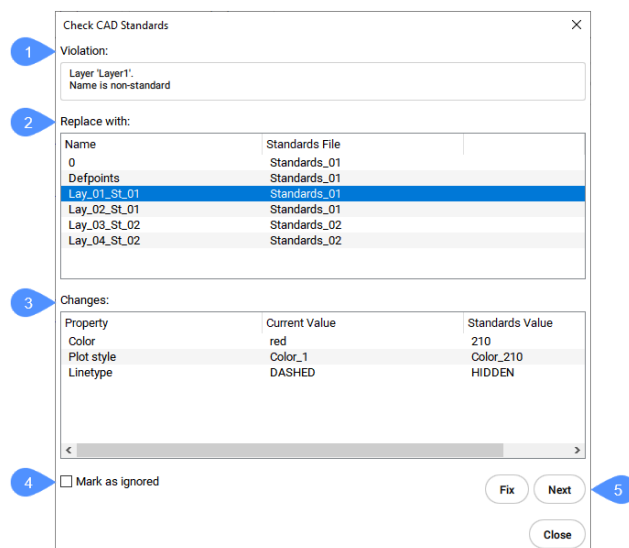 Check CAD Standards
1
Violation:
Layer 'Layer1'.
Name is non-standard
2
Replace with:
Name Standards File
0 Standards_01
Defpoints Standards_01
Lay_01_St_01 Standards_01
Lay_02_St_01 Standards_01
Lay_03_St_02 Standards_02
Lay_04_St_02 Standards_02
3
Changes:
Property Current Value Standards Value
Color red 210
Plot style Color_1 Color_210
Linetype DASHED HIDDEN
4
Mark as ignored
Fix Next
5
Close